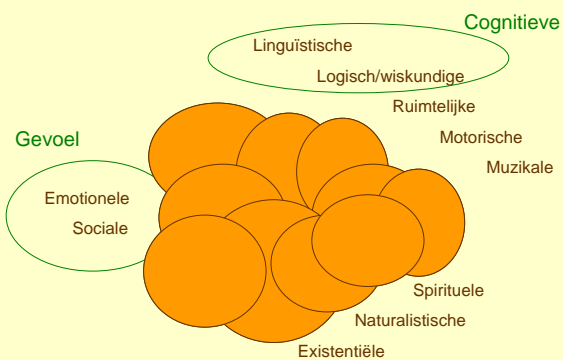 Cognitieve
Linguïstische
Logisch/wiskundige
Ruimtelijke
Motorische
Muzikale
Gevoel
Emotionele
Sociale
Spirituele
Naturalistische
Existentiële